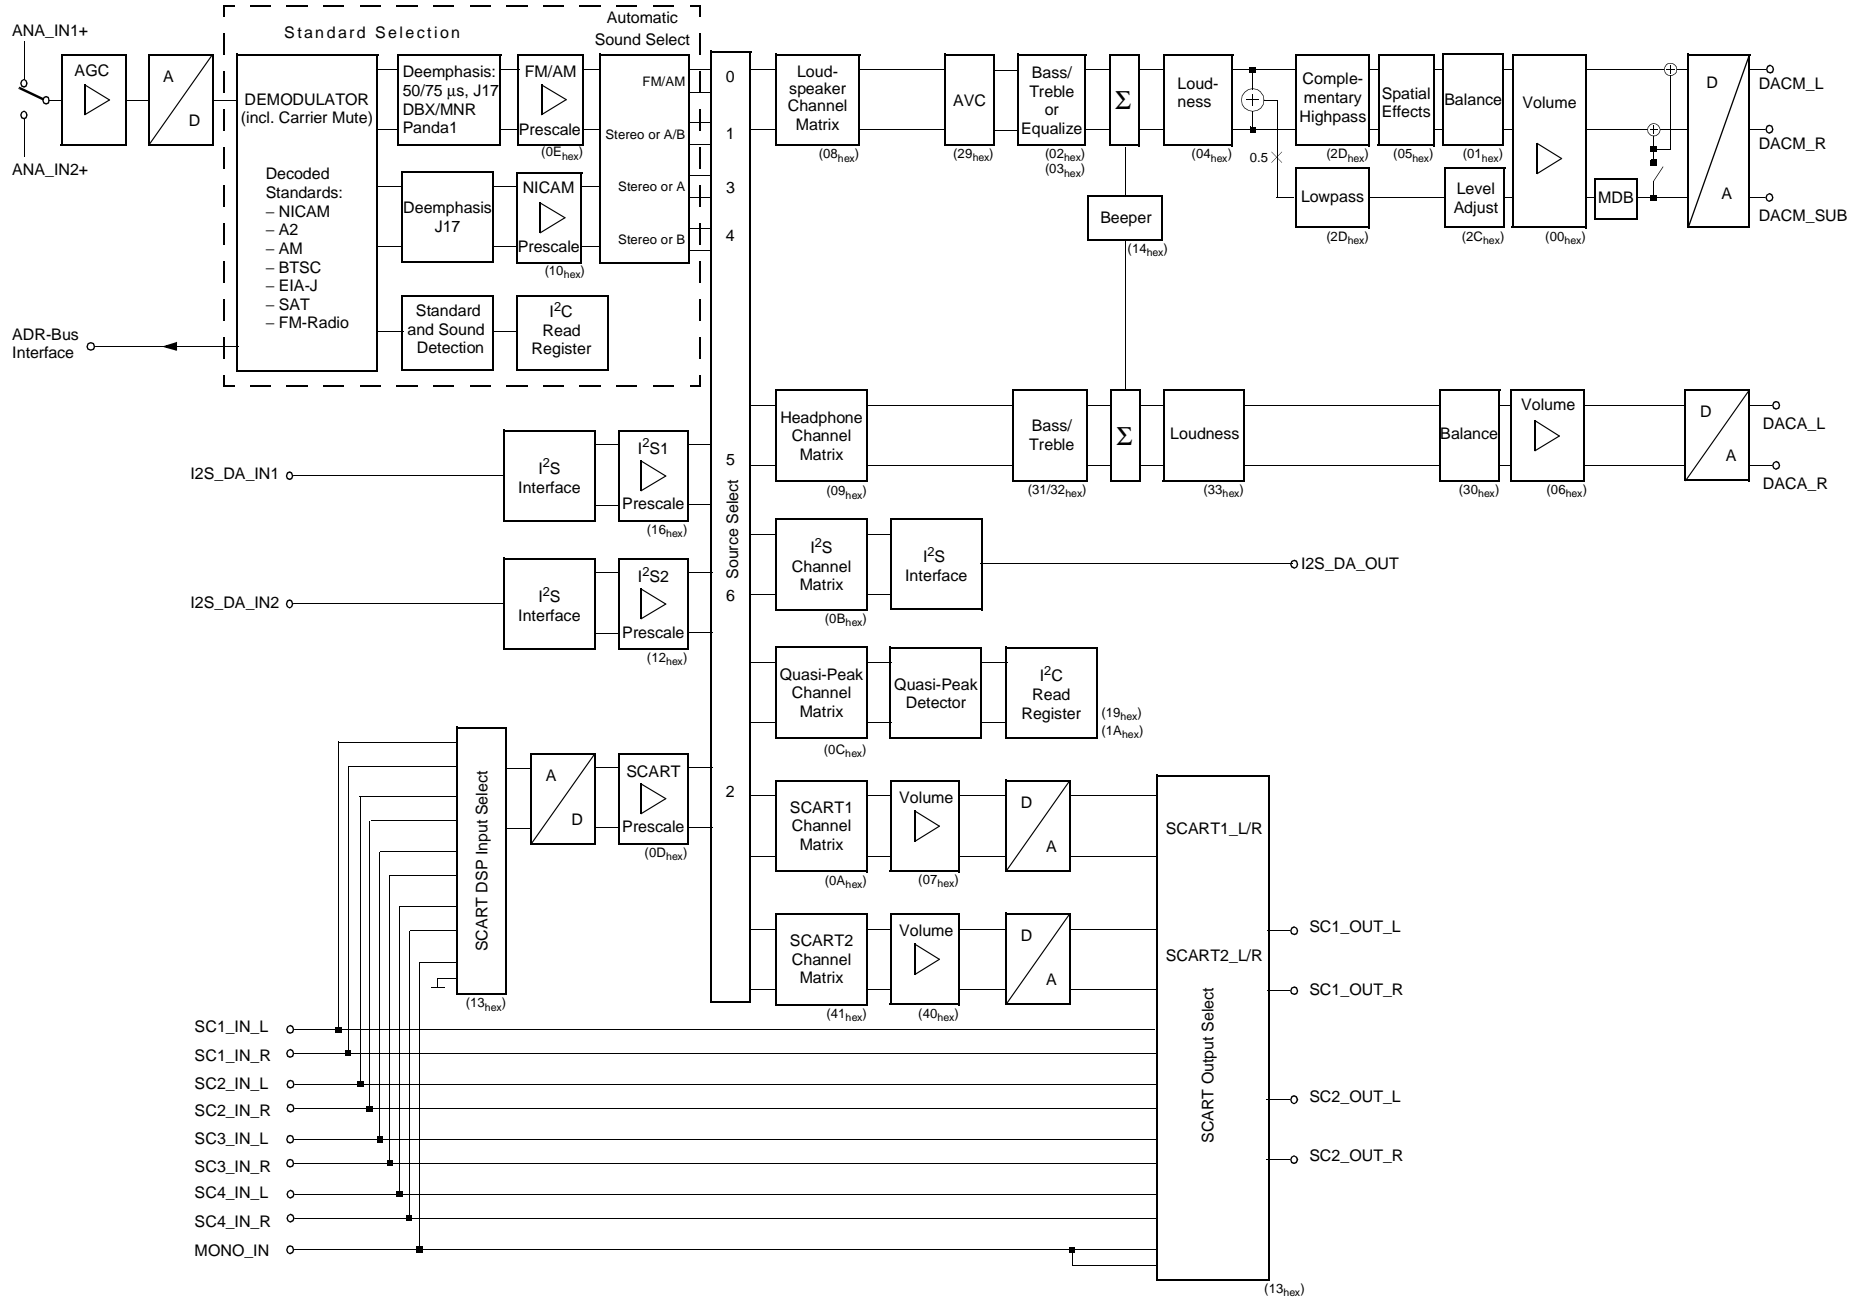 ANA_IN1+
ANA_IN2+
AGC
A
D
Standard Selection
Automatic
Sound Select
DEMODULATOR
(incl. Carrier Mute)
Decoded
Standards:
– NICAM
– A2
– AM
– BTSC
– EIA-J
– SAT
– FM-Radio
Deemphasis:
50/75 µs, J17
DBX/MNR
Panda1
FM/AM
Prescale
(0Ehex)
Deemphasis
J17
NICAM
Prescale
(10hex)
Standard
and Sound
Detection
I2C
Read
Register
FM/AM
Stereo or A/B
Stereo or A
Stereo or B
ADR-Bus
Interface
0
1
3
4
5
6
2
Source Select
Loud-
speaker
Channel
Matrix
(08hex)
AVC
(29hex)
Bass/
Treble
or
Equalize
(02hex)
(03hex)
Σ
Beeper
(14hex)
Loud-
ness
(04hex)
0.5
Comple-
mentary
Highpass
(2Dhex)
Spatial
Effects
(05hex)
Balance
(01hex)
Lowpass
(2Dhex)
Level
Adjust
(2Chex)
Volume
(00hex)
MDB
D
A
DACM_L
DACM_R
DACM_SUB
Headphone
Channel
Matrix
(09hex)
Bass/
Treble
(31/32hex)
Σ
Loudness
(33hex)
Balance
(30hex)
Volume
(06hex)
D
A
DACA_L
DACA_R
I2S_DA_IN1
I2S
Interface
I2S1
Prescale
(16hex)
I2S_DA_IN2
I2S
Interface
I2S2
Prescale
(12hex)
I2S
Channel
Matrix
(0Bhex)
I2S
Interface
I2S_DA_OUT
Quasi-Peak
Channel
Matrix
(0Chex)
Quasi-Peak
Detector
I2C
Read
Register
(19hex)
(1Ahex)
SCART DSP Input Select
(13hex)
A
D
SCART
Prescale
(0Dhex)
SCART1
Channel
Matrix
(0Ahex)
Volume
(07hex)
D
A
SCART2
Channel
Matrix
(41hex)
Volume
(40hex)
D
A
SCART1_L/R
SCART2_L/R
SCART Output Select
(13hex)
SC1_OUT_L
SC1_OUT_R
SC2_OUT_L
SC2_OUT_R
SC1_IN_L
SC1_IN_R
SC2_IN_L
SC2_IN_R
SC3_IN_L
SC3_IN_R
SC4_IN_L
SC4_IN_R
MONO_IN